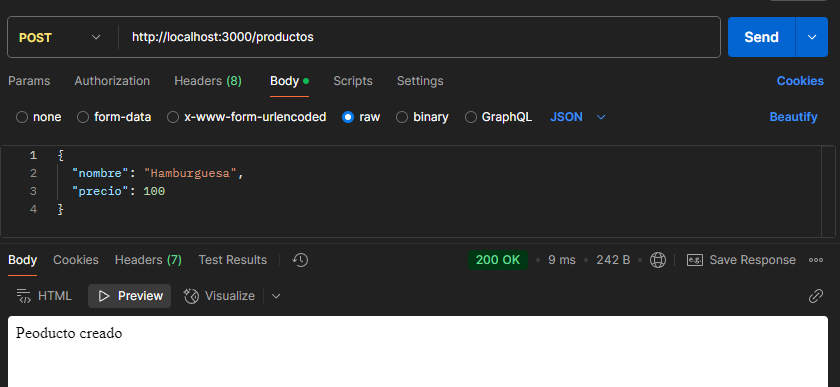 POST http://localhost:3000/productos Send
Params Authorization Headers (8) Body Scripts Settings Cookies
none form-data x-www-form-urlencoded raw binary GraphQL JSON Beautify
1 {
2 "nombre": "Hamburguesa",
3 "precio": 100
4 }
Body Cookies Headers (7) Test Results 200 OK 9 ms 242 B e.g. Save Response
HTML Preview Visualize
Peoducto creado